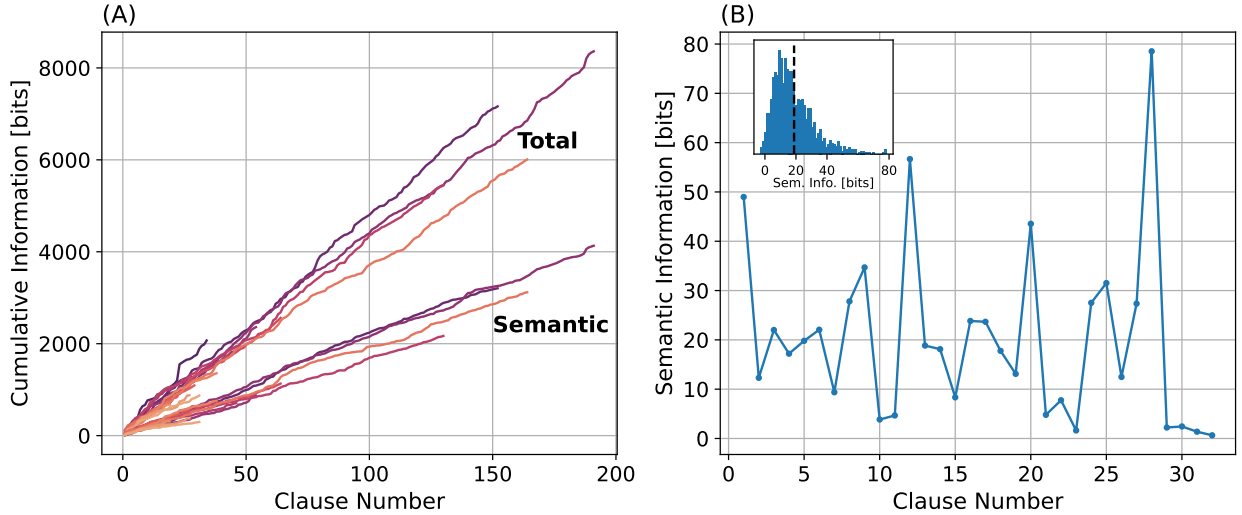 (A)
Cumulative Information [bits]
8000
6000
4000
2000
0
Total
Semantic
0 50 100 150 200
Clause Number
(B)
Semantic Information [bits]
80
70
60
50
40
30
20
10
0
0 20 40 80
Sem. Info. [bits]
0 5 10 15 20 25 30
Clause Number